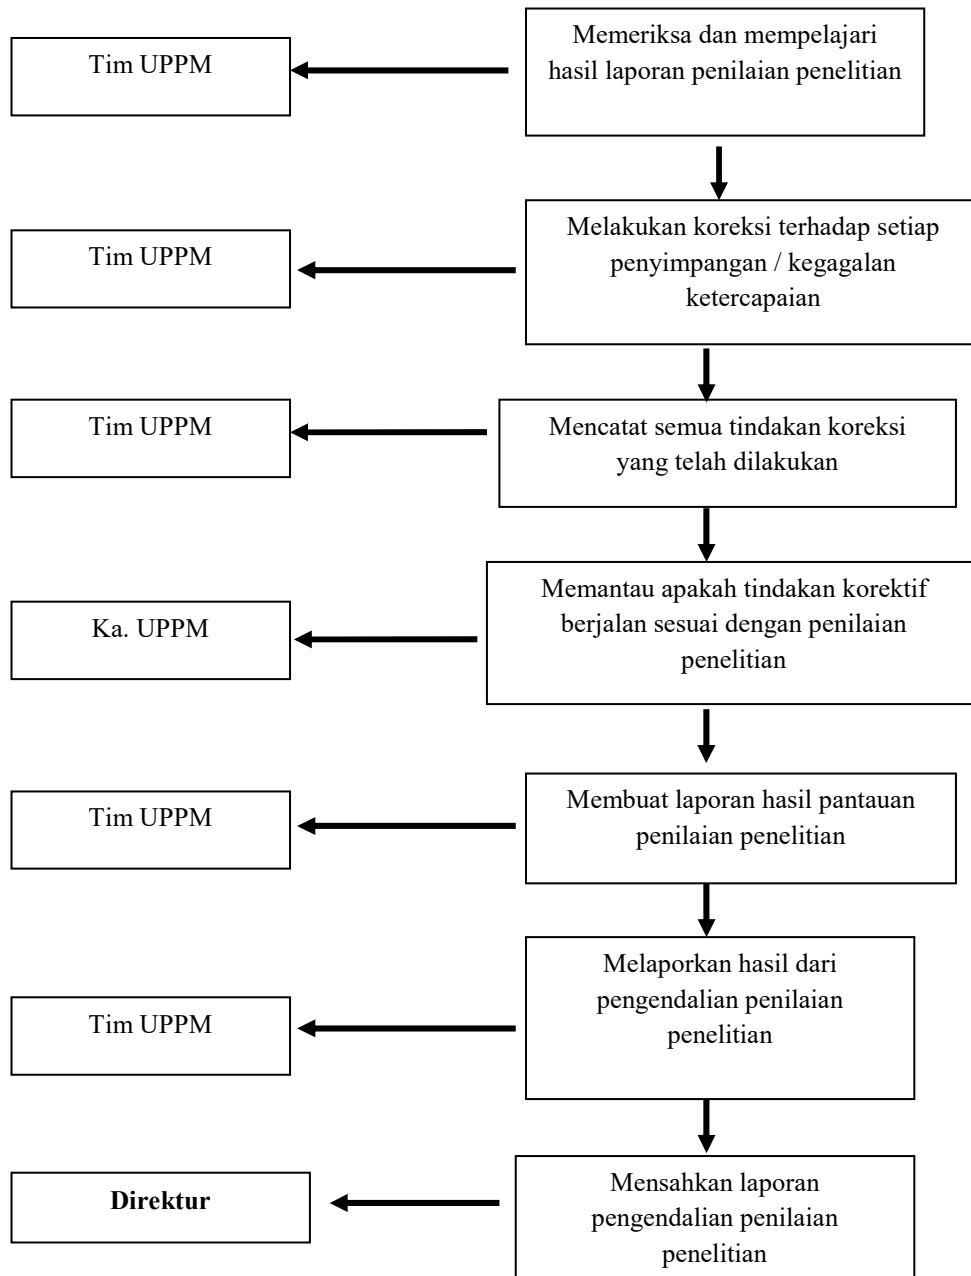 Tim UPPM
Memeriksa dan mempelajari
hasil laporan penilaian penelitian
Tim UPPM
Melakukan koreksi terhadap setiap
penyimpangan / kegagalan
ketercapaian
Tim UPPM
Mencatat semua tindakan koreksi
yang telah dilakukan
Ka. UPPM
Memantau apakah tindakan korektif
berjalan sesuai dengan penilaian
penelitian
Tim UPPM
Membuat laporan hasil pantauan
penilaian penelitian
Tim UPPM
Melaporkan hasil dari
pengendalian penilaian
penelitian
Direktur
Mensahkan laporan
pengendalian penilaian
penelitian